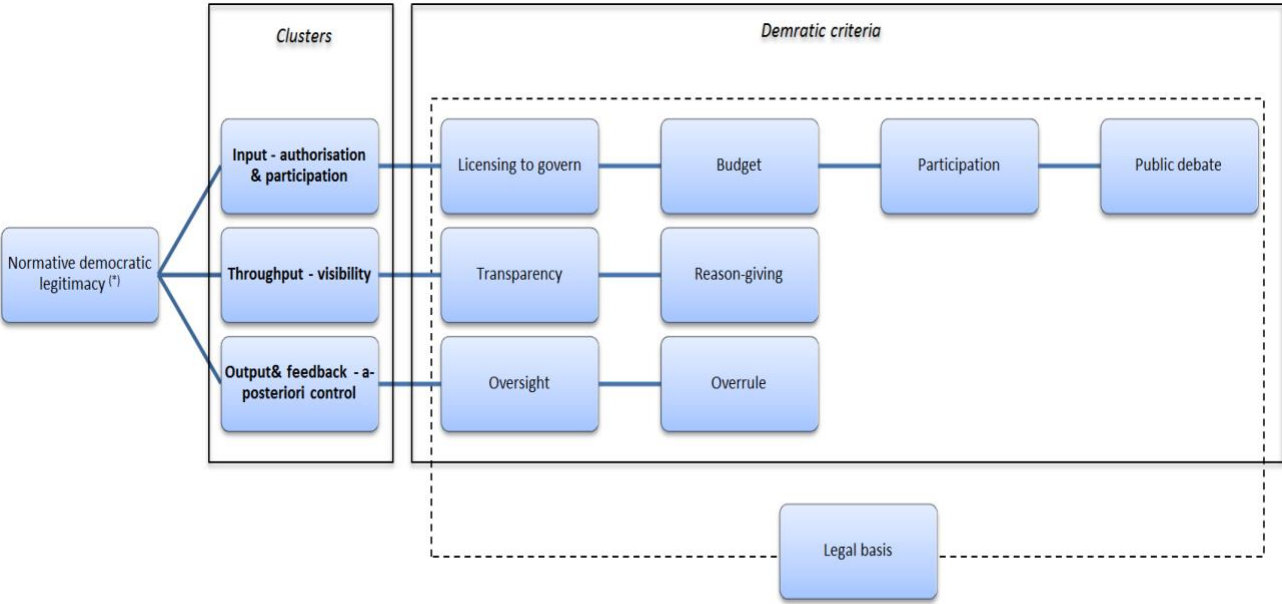 Clusters
Demratic criteria
Input - authorisation
& participation
Licensing to govern
Budget
Participation
Public debate
Normative democratic
legitimacy (*)
Throughput - visibility
Transparency
Reason-giving
Output& feedback - a-
posteriori control
Oversight
Overrule
Legal basis